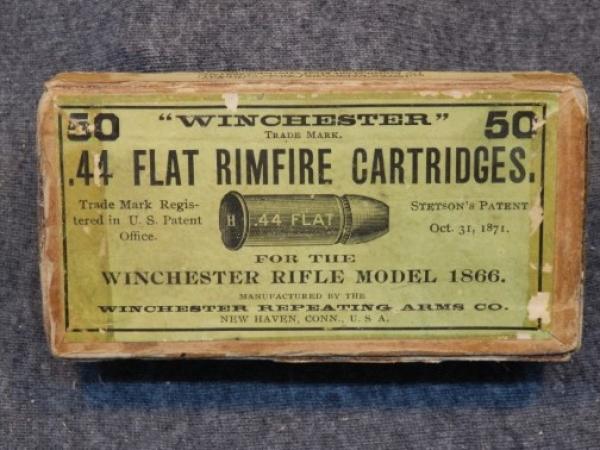 50 "WINCHESTER" 50
TRADE MARK.
.44 FLAT RIMFIRE CARTRIDGES.
Trade Mark Regis-
tered in U. S. Patent
Office.
H .44 FLAT
STETSON'S PATENT
Oct. 31, 1871.
FOR THE
WINCHESTER RIFLE MODEL 1866.
MANUFACTURED BY THE
WINCHESTER REPEATING ARMS CO.
NEW HAVEN, CONN., U. S. A.